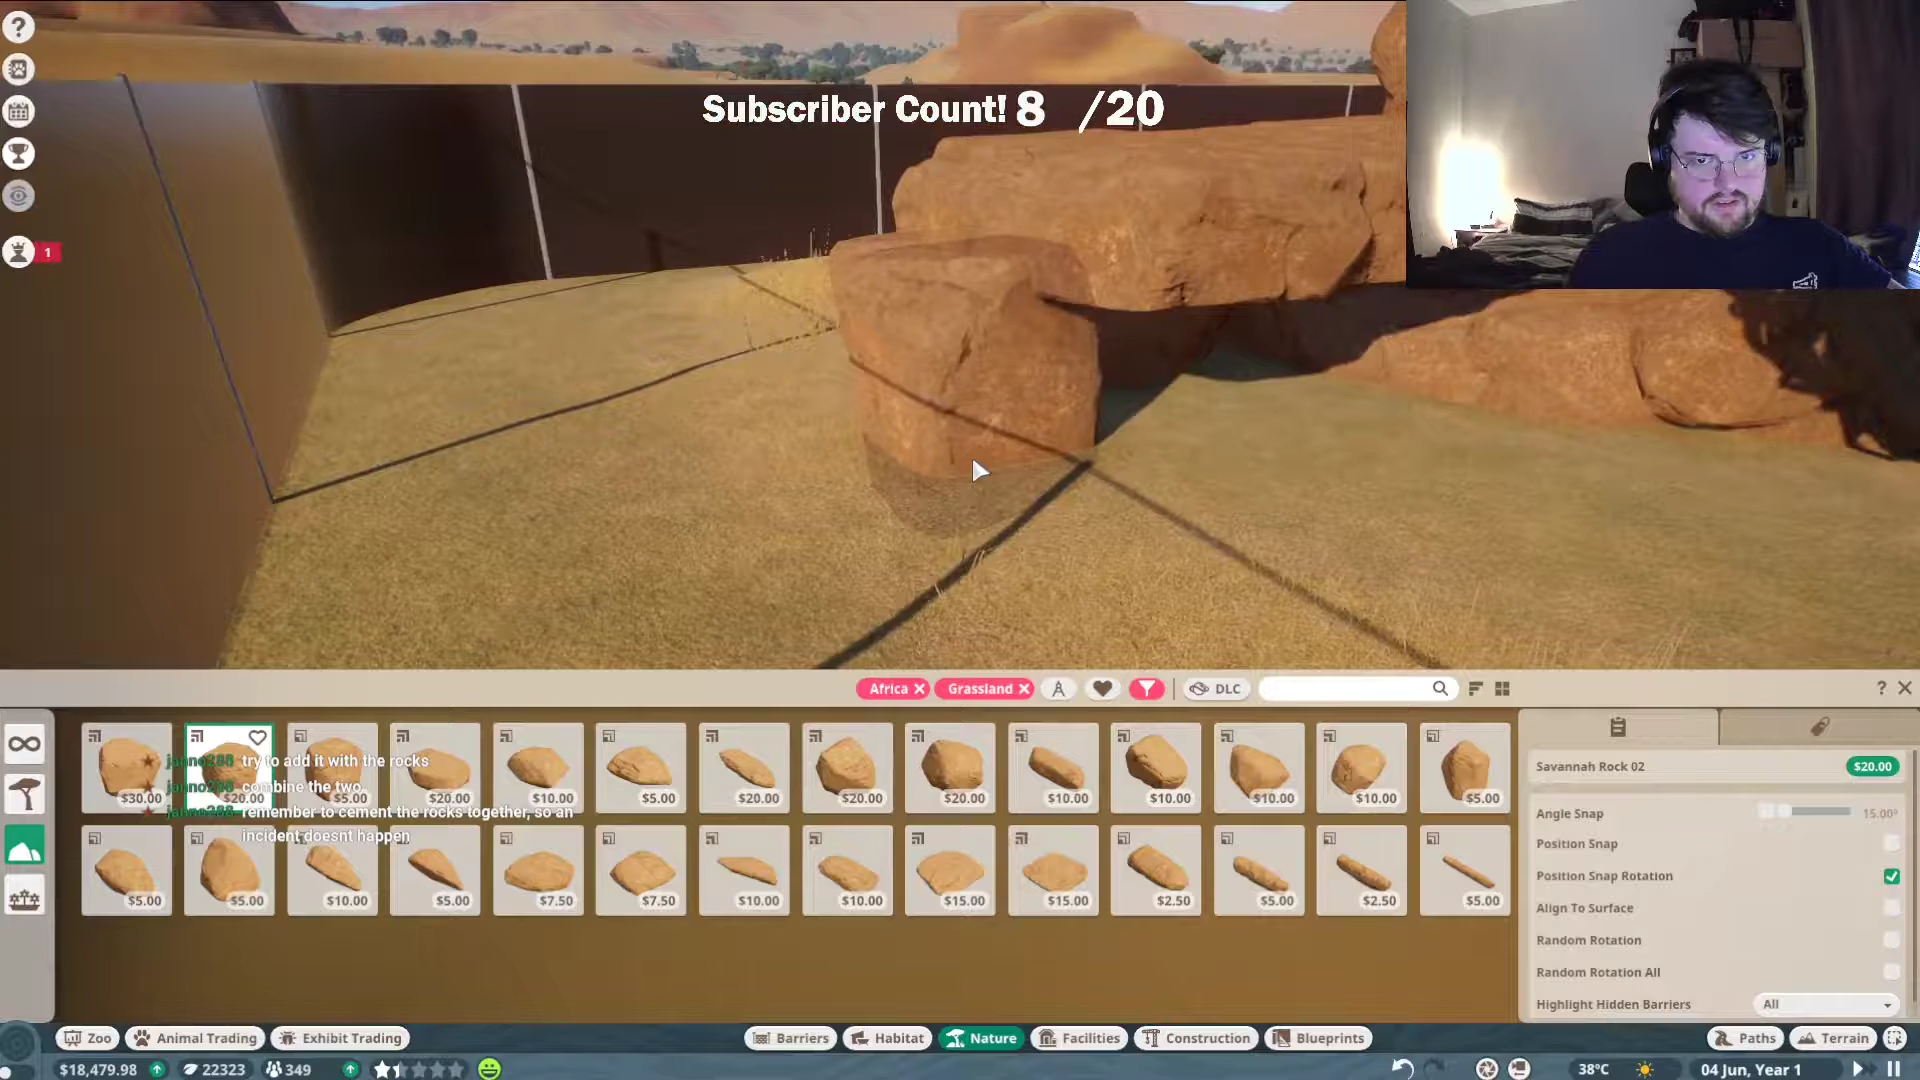 ?
Subscriber Count! 8 /20
1
Africa
Grassland
DLC
?
$30.00
$20.00
$5.00
$20.00
$10.00
$5.00
$20.00
$20.00
$20.00
$10.00
$10.00
$10.00
$10.00
$5.00
janno288 try to add it with the rocks
janno288 combine the two
janno288 remember to cement the rocks together, so an
incident doesnt happen
$5.00
$5.00
$10.00
$5.00
$7.50
$7.50
$10.00
$10.00
$15.00
$15.00
$2.50
$5.00
$2.50
$5.00
Savannah Rock 02
$20.00
Angle Snap
15.00°
Position Snap
Position Snap Rotation
Align To Surface
Random Rotation
Random Rotation All
Highlight Hidden Barriers
All
Zoo
Animal Trading
Exhibit Trading
Barriers
Habitat
Nature
Facilities
Construction
Blueprints
Paths
Terrain
$18,479.98
22323
349
38°C
04 Jun, Year 1